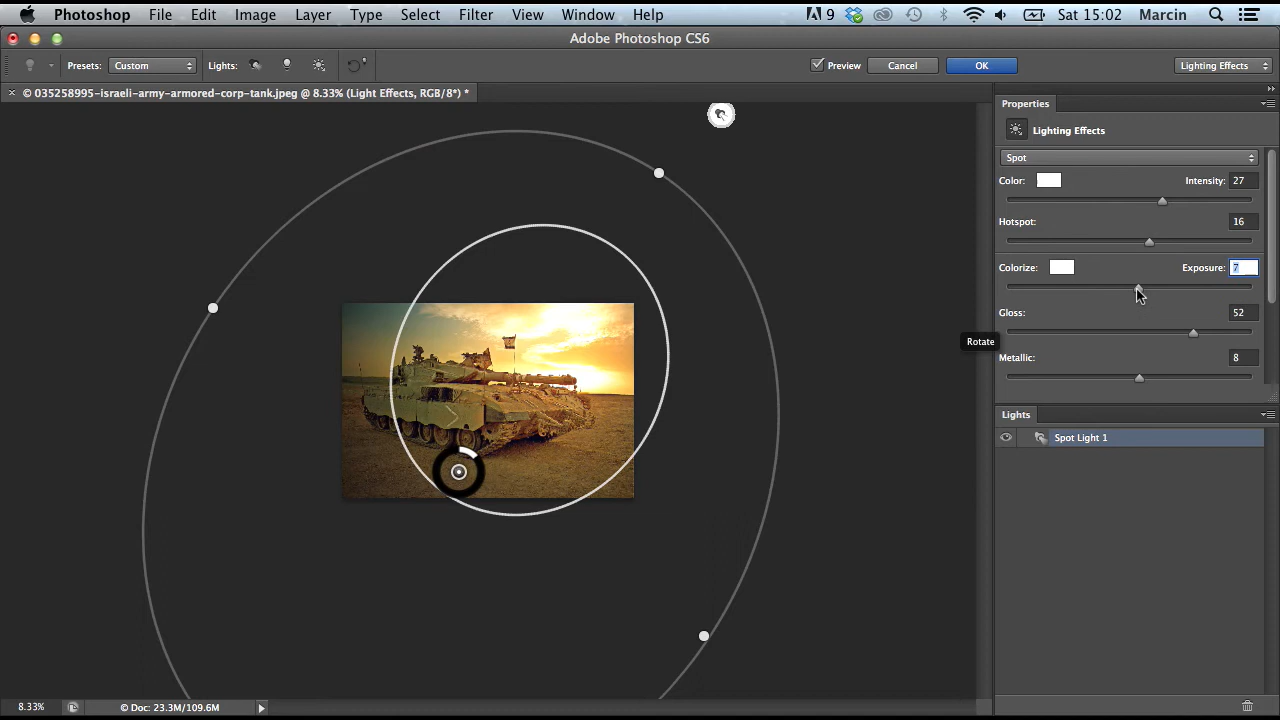 Photoshop File Edit Image Layer Type Select Filter View Window Help 9 Sat 15:02 Marcin
Adobe Photoshop CS6
Presets: Custom Lights: Preview Cancel OK Lighting Effects
× © 035258995-israeli-army-armored-corp-tank.jpeg @ 8.33% (Light Effects, RGB/8*) *
Properties
Lighting Effects
Spot
Color: Intensity: 27
Hotspot: 16
Colorize: Exposure: 7
Gloss: 52
Rotate
Metallic: 8
Lights
Spot Light 1
8.33% © Doc: 23.3M/109.6M